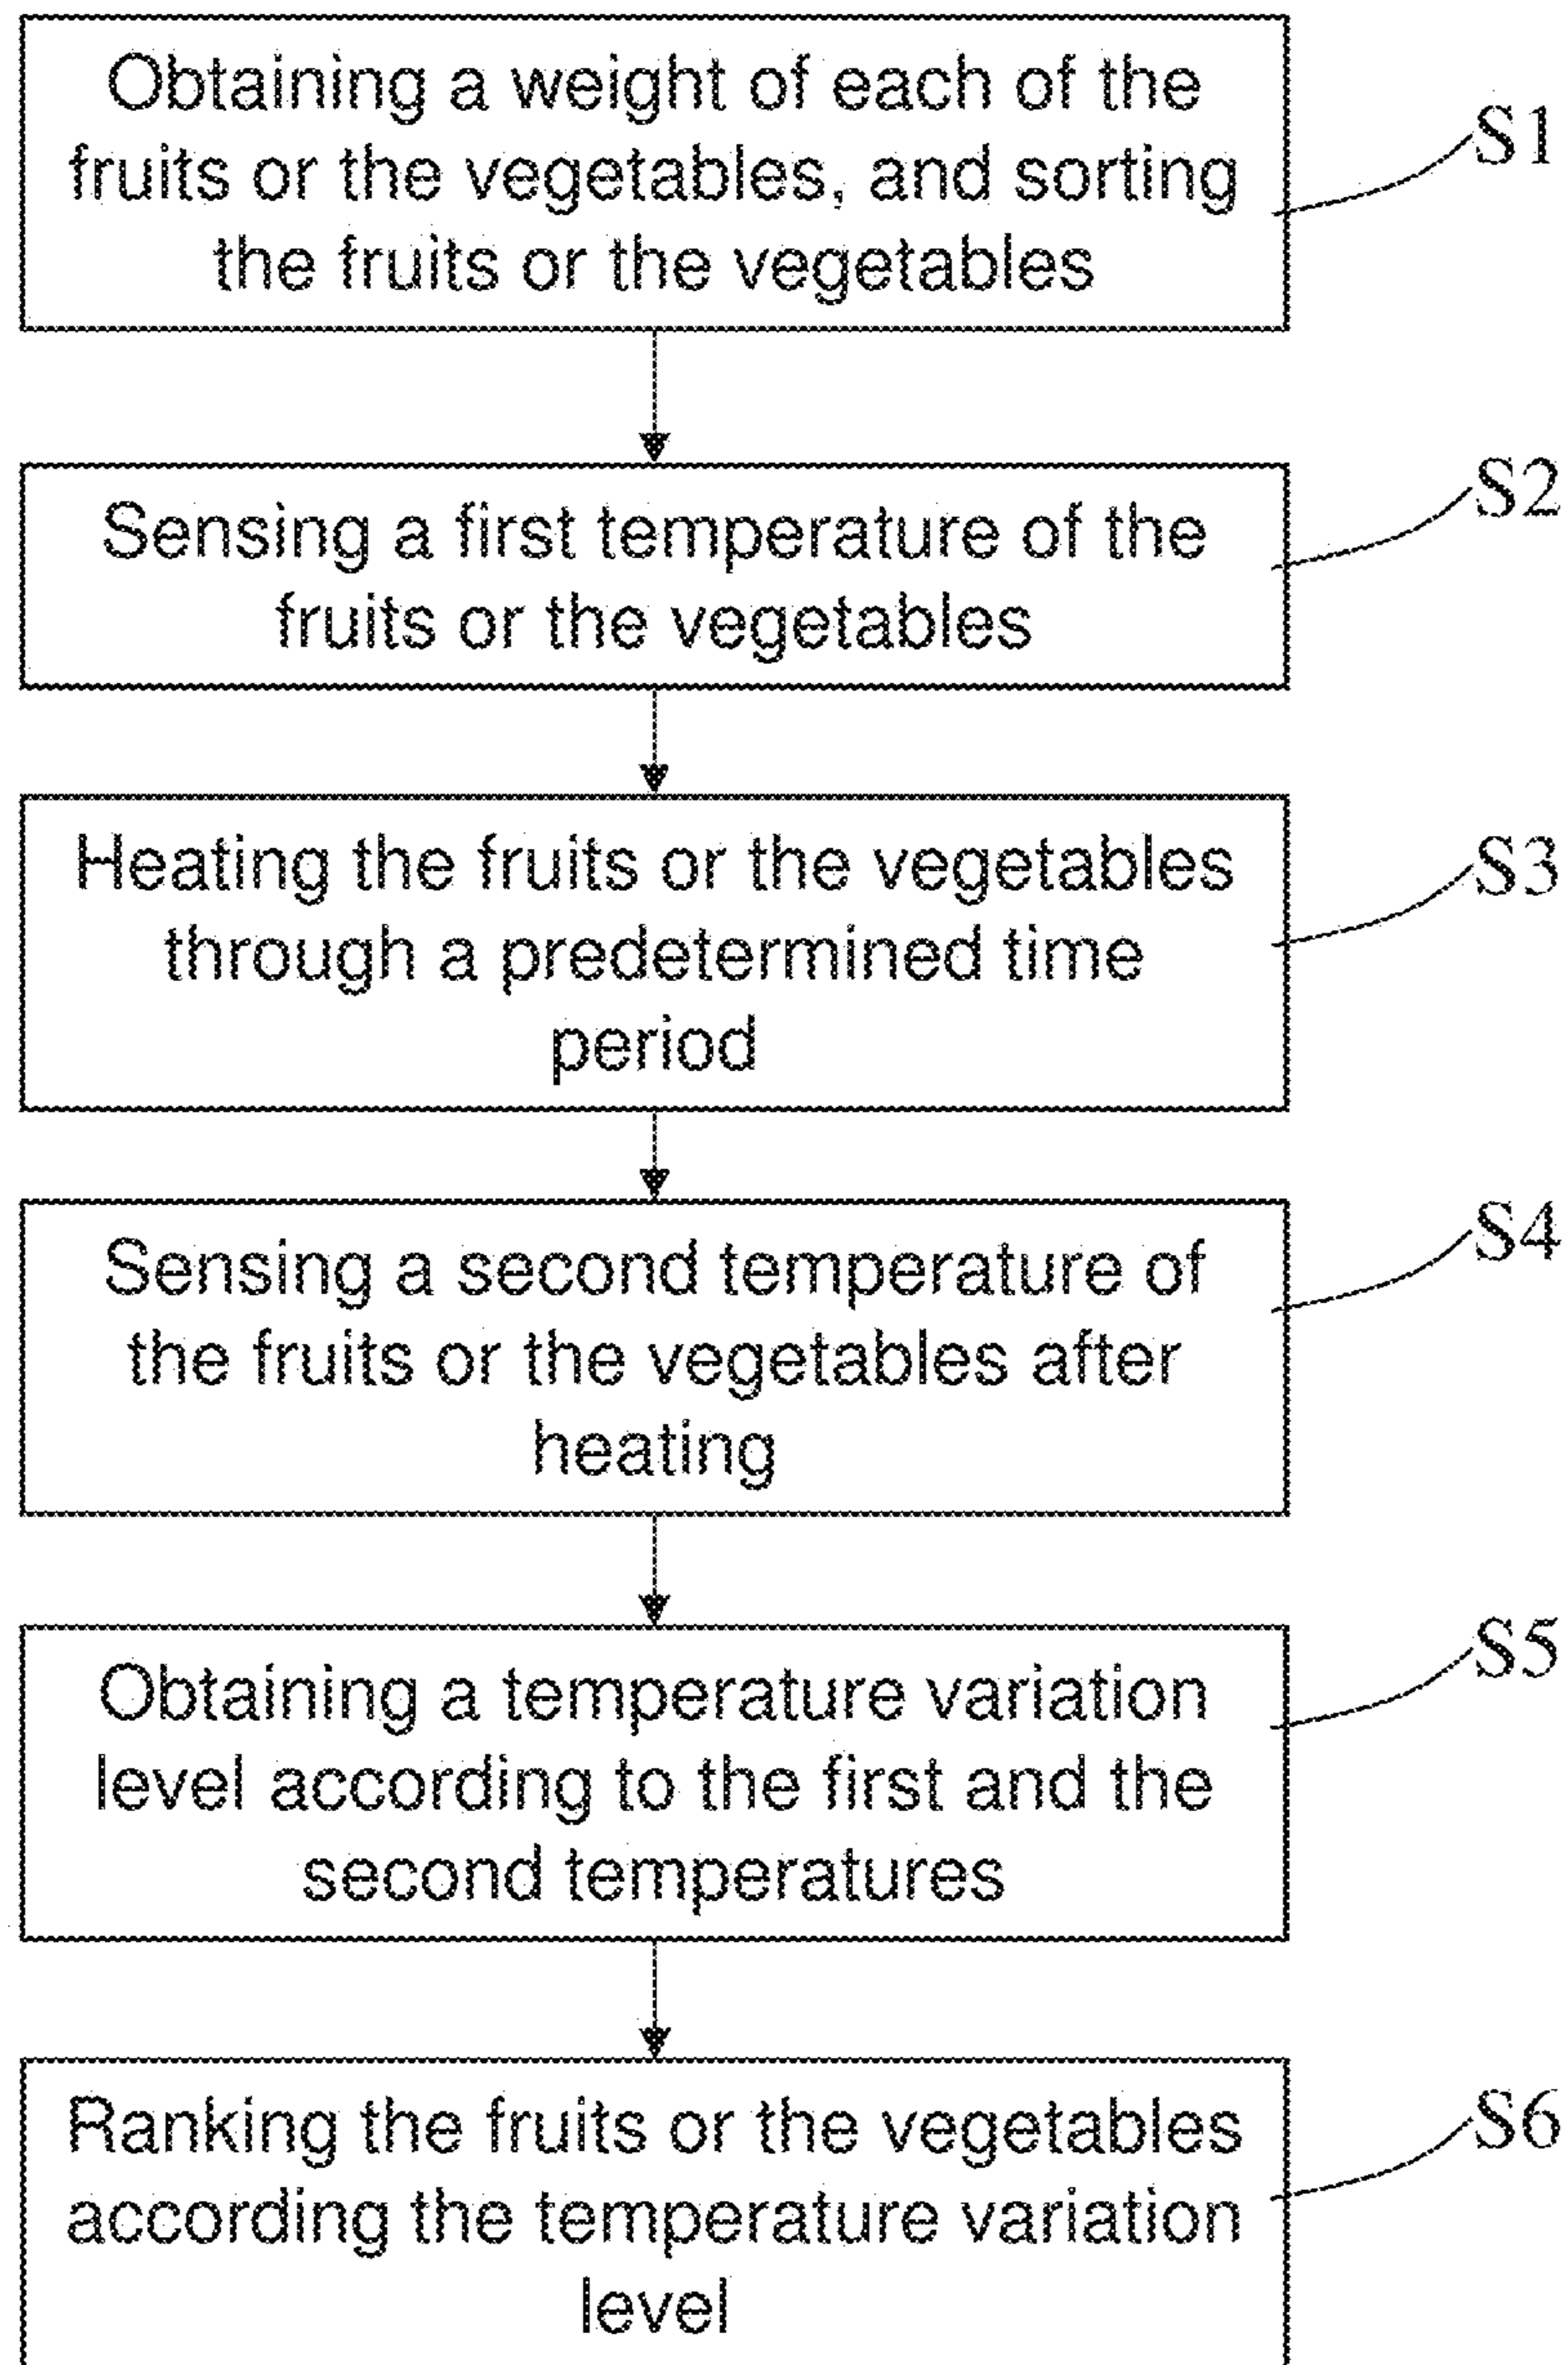 Obtaining a weight of each of the
fruits or the vegetables, and sorting
the fruits or the vegetables
S1
Sensing a first temperature of the
fruits or the vegetables
S2
Heating the fruits or the vegetables
through a predetermined time
period
S3
Sensing a second temperature of
the fruits or the vegetables after
heating
S4
Obtaining a temperature variation
level according to the first and the
second temperatures
S5
Ranking the fruits or the vegetables
according the temperature variation
level
S6